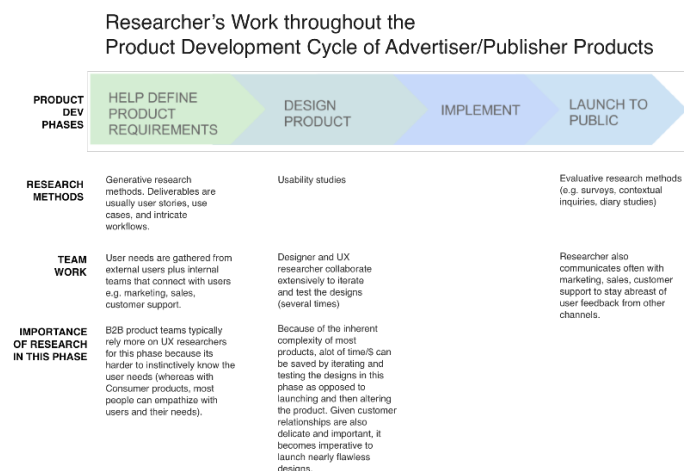 Researcher's Work throughout the
Product Development Cycle of Advertiser/Publisher Products
PRODUCT
DEV
PHASES
HELP DEFINE
PRODUCT
REQUIREMENTS
DESIGN
PRODUCT
IMPLEMENT
LAUNCH TO
PUBLIC
RESEARCH
METHODS
Generative research
methods. Deliverables are
usually user stories, use
cases, and intricate
workflows.
Usability studies
Evaluative research methods
(e.g. surveys, contextual
inquiries, diary studies)
TEAM
WORK
User needs are gathered from
external users plus internal
teams that connect with users
e.g. marketing, sales,
customer support.
Designer and UX
researcher collaborate
extensively to iterate
and test the designs
(several times)
Researcher also
communicates often with
marketing, sales, customer
support to stay abreast of
user feedback from other
channels.
IMPORTANCE
OF RESEARCH
IN THIS PHASE
B2B product teams typically
rely more on UX researchers
for this phase because its
harder to instinctively know the
user needs (whereas with
Consumer products, most
people can empathize with
users and their needs).
Because of the inherent
complexity of most
products, alot of time/$ can
be saved by iterating and
testing the designs in this
phase as opposed to
launching and then altering
the product. Given customer
relationships are also
delicate and important, it
becomes imperative to
launch nearly flawless
designs.